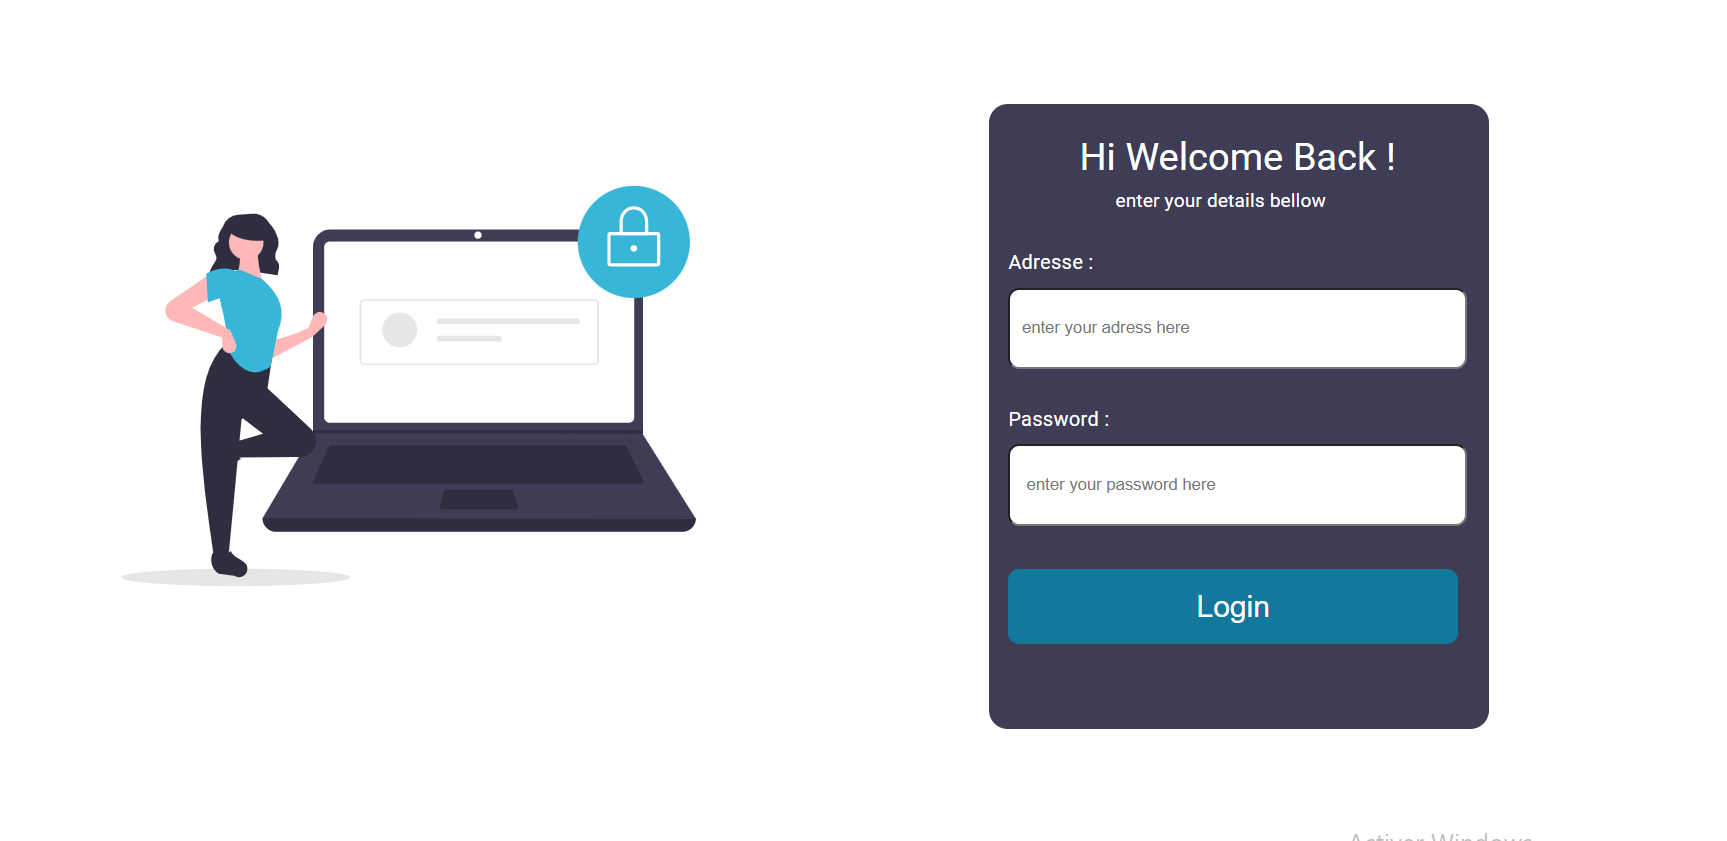 Hi Welcome Back !
enter your details bellow
Adresse :
enter your adress here
Password :
enter your password here
Login
Activer Windows